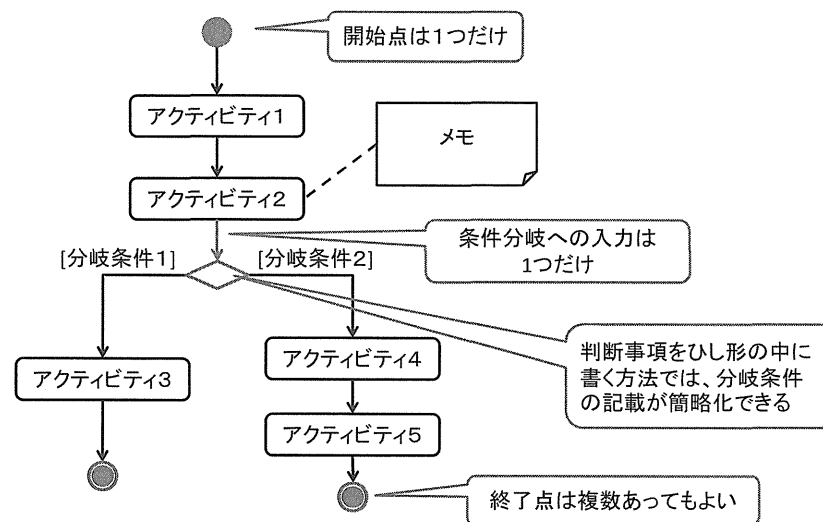 開始点は1つだけ
アクティビティ1
メモ
アクティビティ2
条件分岐への入力は
1つだけ
[分岐条件1]
[分岐条件2]
判断事項をひし形の中に
書く方法では、分岐条件
の記載が簡略化できる
アクティビティ3
アクティビティ4
アクティビティ5
終了点は複数あってもよい